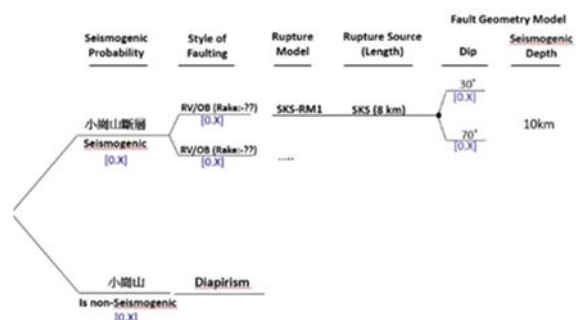 Fault Geometry Model
Seismogenic
Probability
Style of
Faulting
Rupture
Model
Rupture Source
(Length)
Dip
Seismogenic
Depth
小崗山斷層
Seismogenic
[0.X]
RV/OB (Rake:-??)
[0.X]
RV/OB (Rake:-??)
[0.X]
SKS-RM1
.....
SKS (8 km)
30°
[0.X]
70°
[0.X]
10km
小崗山
Is non-Seismogenic
[0.X]
Diapirism